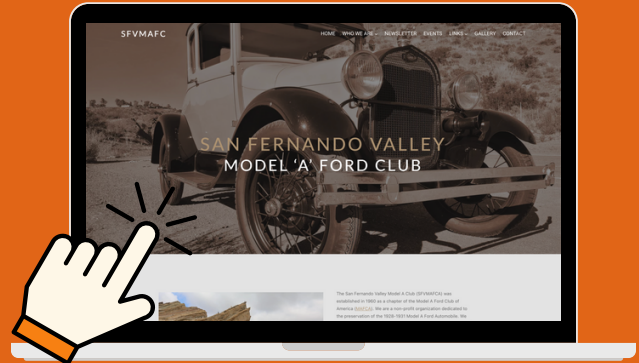 SFVMAFC
HOME WHO WE ARE NEWSLETTER EVENTS LINKS GALLERY CONTACT
SAN FERNANDO VALLEY
MODEL ‘A’ FORD CLUB
The San Fernando Valley Model A Club (SFVMAFCA) was
established in 1960 as a chapter of the Model A Ford Club of
America (MAFCA). We are a non-profit organization dedicated to
the preservation of the 1928-1931 Model A Ford Automobile. We